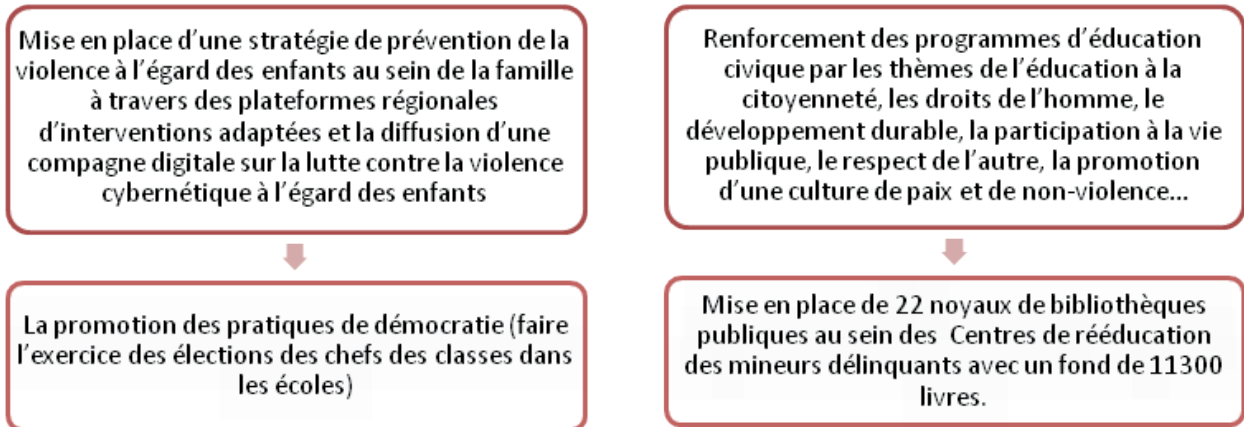 Mise en place d'une stratégie de prévention de la
violence à l'égard des enfants au sein de la famille
à travers des plateformes régionales
d'interventions adaptées et la diffusion d'une
compagne digitale sur la lutte contre la violence
cybernétique à l'égard des enfants
La promotion des pratiques de démocratie (faire
l'exercice des élections des chefs des classes dans
les écoles)
Renforcement des programmes d'éducation
civique par les thèmes de l'éducation à la
citoyenneté, les droits de l'homme, le
développement durable, la participation à la vie
publique, le respect de l'autre, la promotion
d'une culture de paix et de non-violence...
Mise en place de 22 noyaux de bibliothèques
publiques au sein des Centres de rééducation
des mineurs délinquants avec un fond de 11300
livres.